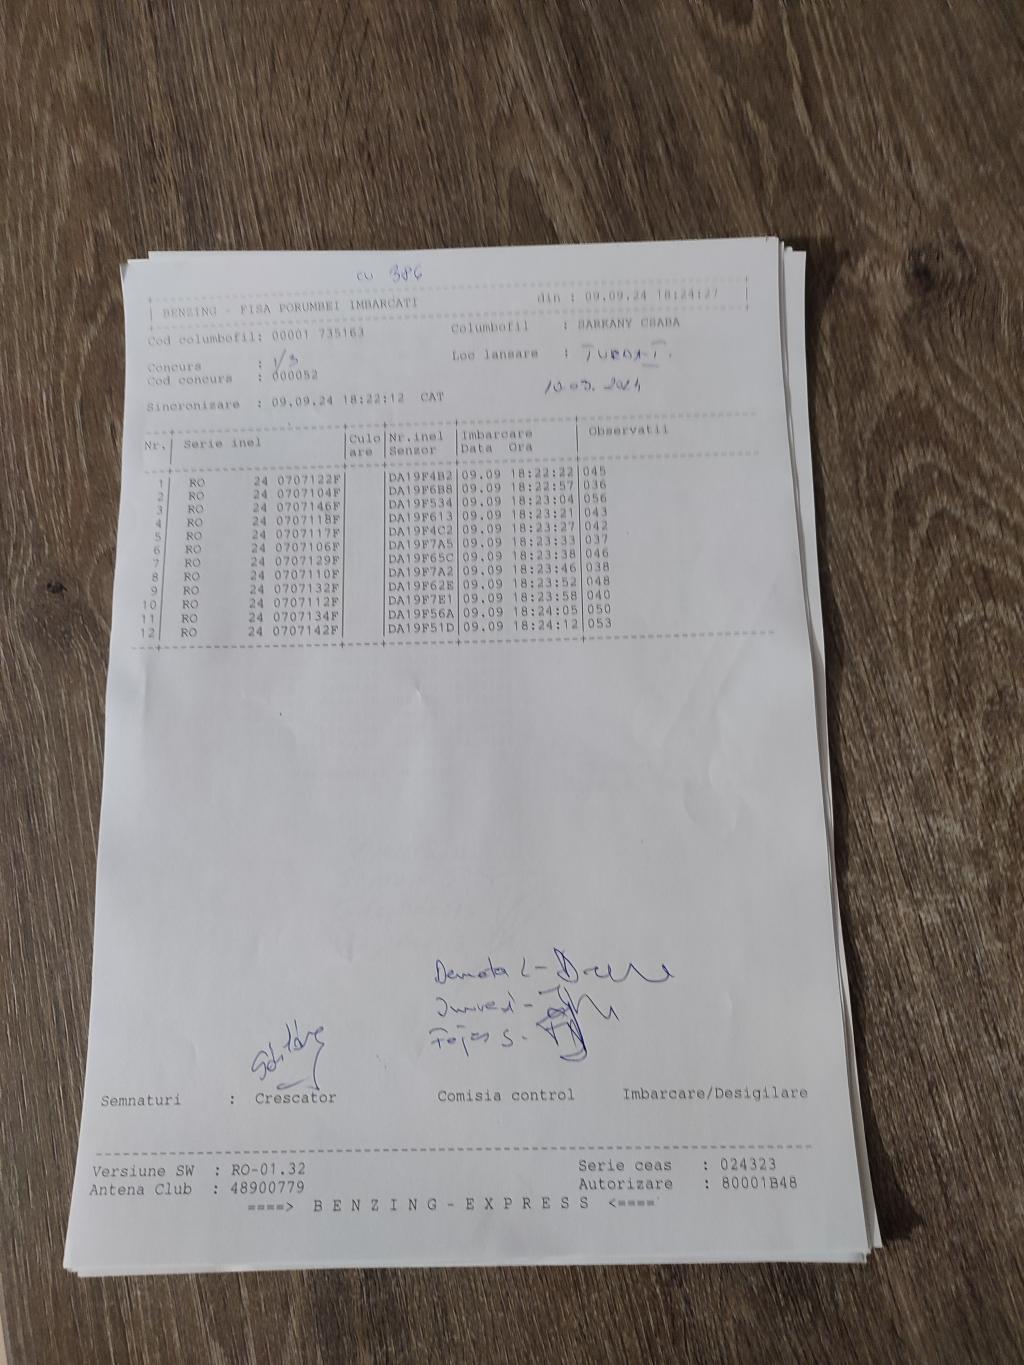 cu 386
BENZING - FISA PORUMBEI IMBARCATI din : 09.09.24 18:24:27
Cod columbofil: 00001 735163 Columbofil : SARKANY CSABA
Concurs : 1/3 Loc lansare : TURDA I.
Cod concurs : 000052
10.09.2024
Sincronizare : 09.09.24 18:22:12 CAT
Nr. Serie inel Culo are Nr.inel Senzor Imbarcare Data Ora Observatii
1 RO 24 0707122F DA19F4B2 09.09 18:22:22 045
2 RO 24 0707104F DA19F6B8 09.09 18:22:57 036
3 RO 24 0707146F DA19F534 09.09 18:23:04 056
4 RO 24 0707118F DA19F613 09.09 18:23:21 043
5 RO 24 0707117F DA19F4C2 09.09 18:23:27 042
6 RO 24 0707106F DA19F7A5 09.09 18:23:33 037
7 RO 24 0707129F DA19F65C 09.09 18:23:38 046
8 RO 24 0707110F DA19F7A2 09.09 18:23:46 038
9 RO 24 0707132F DA19F62E 09.09 18:23:52 048
10 RO 24 0707112F DA19F7E1 09.09 18:23:58 040
11 RO 24 0707134F DA19F56A 09.09 18:24:05 050
12 RO 24 0707142F DA19F51D 09.09 18:24:12 053
Semnaturi : Crescator Comisia control Imbarcare/Desigilare
Versiune SW : RO-01.32 Serie ceas : 024323
Antena Club : 48900779 Autorizare : 80001B48
====> B E N Z I N G - E X P R E S S <====